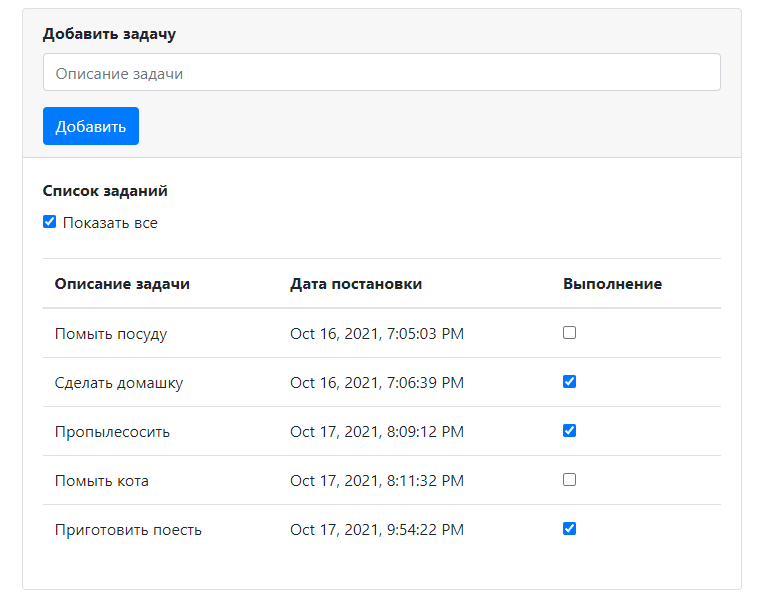 Добавить задачу
Описание задачи
Добавить
Список заданий
Показать все
Описание задачи Дата постановки Выполнение
Помыть посуду Oct 16, 2021, 7:05:03 PM
Сделать домашку Oct 16, 2021, 7:06:39 PM
Пропылесосить Oct 17, 2021, 8:09:12 PM
Помыть кота Oct 17, 2021, 8:11:32 PM
Приготовить поесть Oct 17, 2021, 9:54:22 PM